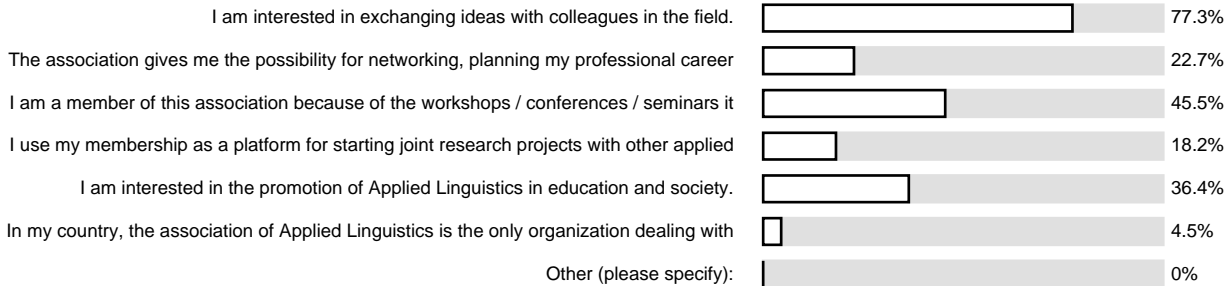 I am interested in exchanging ideas with colleagues in the field. 77.3%
The association gives me the possibility for networking, planning my professional career 22.7%
I am a member of this association because of the workshops / conferences / seminars it 45.5%
I use my membership as a platform for starting joint research projects with other applied 18.2%
I am interested in the promotion of Applied Linguistics in education and society. 36.4%
In my country, the association of Applied Linguistics is the only organization dealing with 4.5%
Other (please specify): 0%